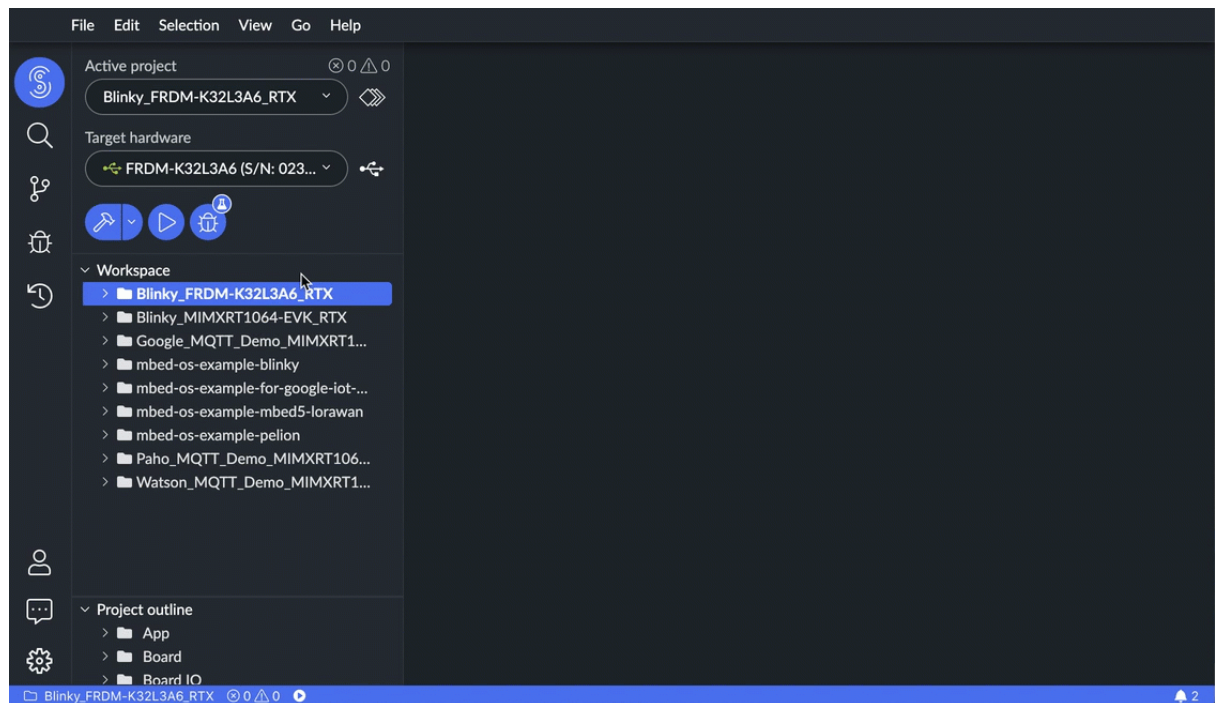 File Edit Selection View Go Help
Active project 0 0
Blinky_FRDM-K32L3A6_RTX
Target hardware
FRDM-K32L3A6 (S/N: 023...
Workspace
Blinky_FRDM-K32L3A6_RTX
Blinky_MIMXRT1064-EVK_RTX
Google_MQTT_Demo_MIMXRT1...
mbed-os-example-blinky
mbed-os-example-for-google-iot-...
mbed-os-example-mbed5-lorawan
mbed-os-example-pelion
Paho_MQTT_Demo_MIMXRT106...
Watson_MQTT_Demo_MIMXRT1...
Project outline
App
Board
Board IO
Blinky_FRDM-K32L3A6_RTX 0 0 2